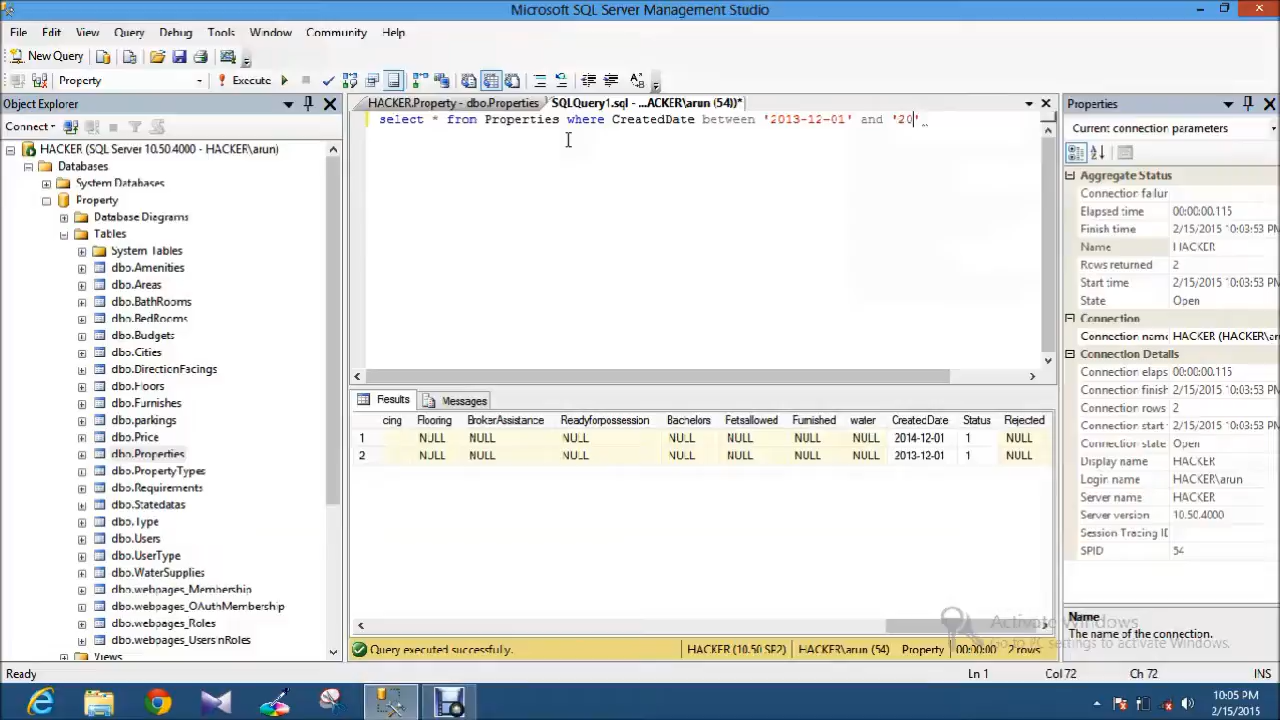 Microsoft SQL Server Management Studio
File Edit View Query Debug Tools Window Community Help
New Query
Property Execute
Object Explorer
HACKER.Property - dbo.Properties SQLQuery1.sql - ...ACKER\arun (54))*
Properties
Connect
HACKER (SQL Server 10.50.4000 - HACKER\arun)
Databases
System Databases
Property
Database Diagrams
Tables
System Tables
dbo.Amenities
dbo.Areas
dbo.BathRooms
dbo.BedRooms
dbo.Budgets
dbo.Cities
dbo.DirectionFacings
dbo.Floors
dbo.Furnishes
dbo.parkings
dbo.Price
dbo.Properties
dbo.PropertyTypes
dbo.Requirements
dbo.Statedatas
dbo.Type
dbo.Users
dbo.UserType
dbo.WaterSupplies
dbo.webpages_Membership
dbo.webpages_OAuthMembership
dbo.webpages_Roles
dbo.webpages_UsersInRoles
Views
select * from Properties where CreatedDate between '2013-12-01' and '20'
Results Messages
cing Flooring BrokerAssistance Readyforpossession Bachelors Fetsallowed Furnished water CreatedDate Status Rejected
1 NULL NULL NULL NULL NULL NULL NULL 2014-12-01 1 NULL
2 NULL NULL NULL NULL NULL NULL NULL 2013-12-01 1 NULL
Query executed successfully. HACKER (10.50 SP2) HACKER\arun (54) Property 00:00:00 2 rows
Current connection parameters
Aggregate Status
Connection failur
Elapsed time 00:00:00.115
Finish time 2/15/2015 10:03:53 P
Name HACKER
Rows returned 2
Start time 2/15/2015 10:03:53 P
State Open
Connection
Connection name HACKER (HACKER\ar
Connection Details
Connection elaps 00:00:00.115
Connection finish 2/15/2015 10:03:53 P
Connection rows 2
Connection start 2/15/2015 10:03:53 P
Connection state Open
Display name HACKER
Login name HACKER\arun
Server name HACKER
Server version 10.50.4000
Session Tracing ID
SPID 54
Name
The name of the connection.
Activate Windows
Go to PC settings to activate Windows.
Ready Ln 1 Col 72 Ch 72 INS
10:05 PM
2/15/2015